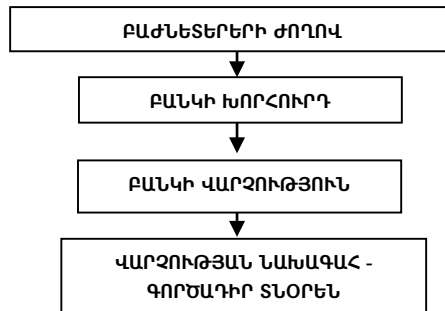 ԲԱԺՆԵՏԵՐԵՐԻ ԺՈՂՈՎ
ԲԱՆԿԻ ԽՈՐՀՈՒՐԴ
ԲԱՆԿԻ ՎԱՐՉՈՒԹՅՈՒՆ
ՎԱՐՉՈՒԹՅԱՆ ՆԱԽԱԳԱՀ -
ԳՈՐԾԱԴԻՐ ՏՆՕՐԵՆ